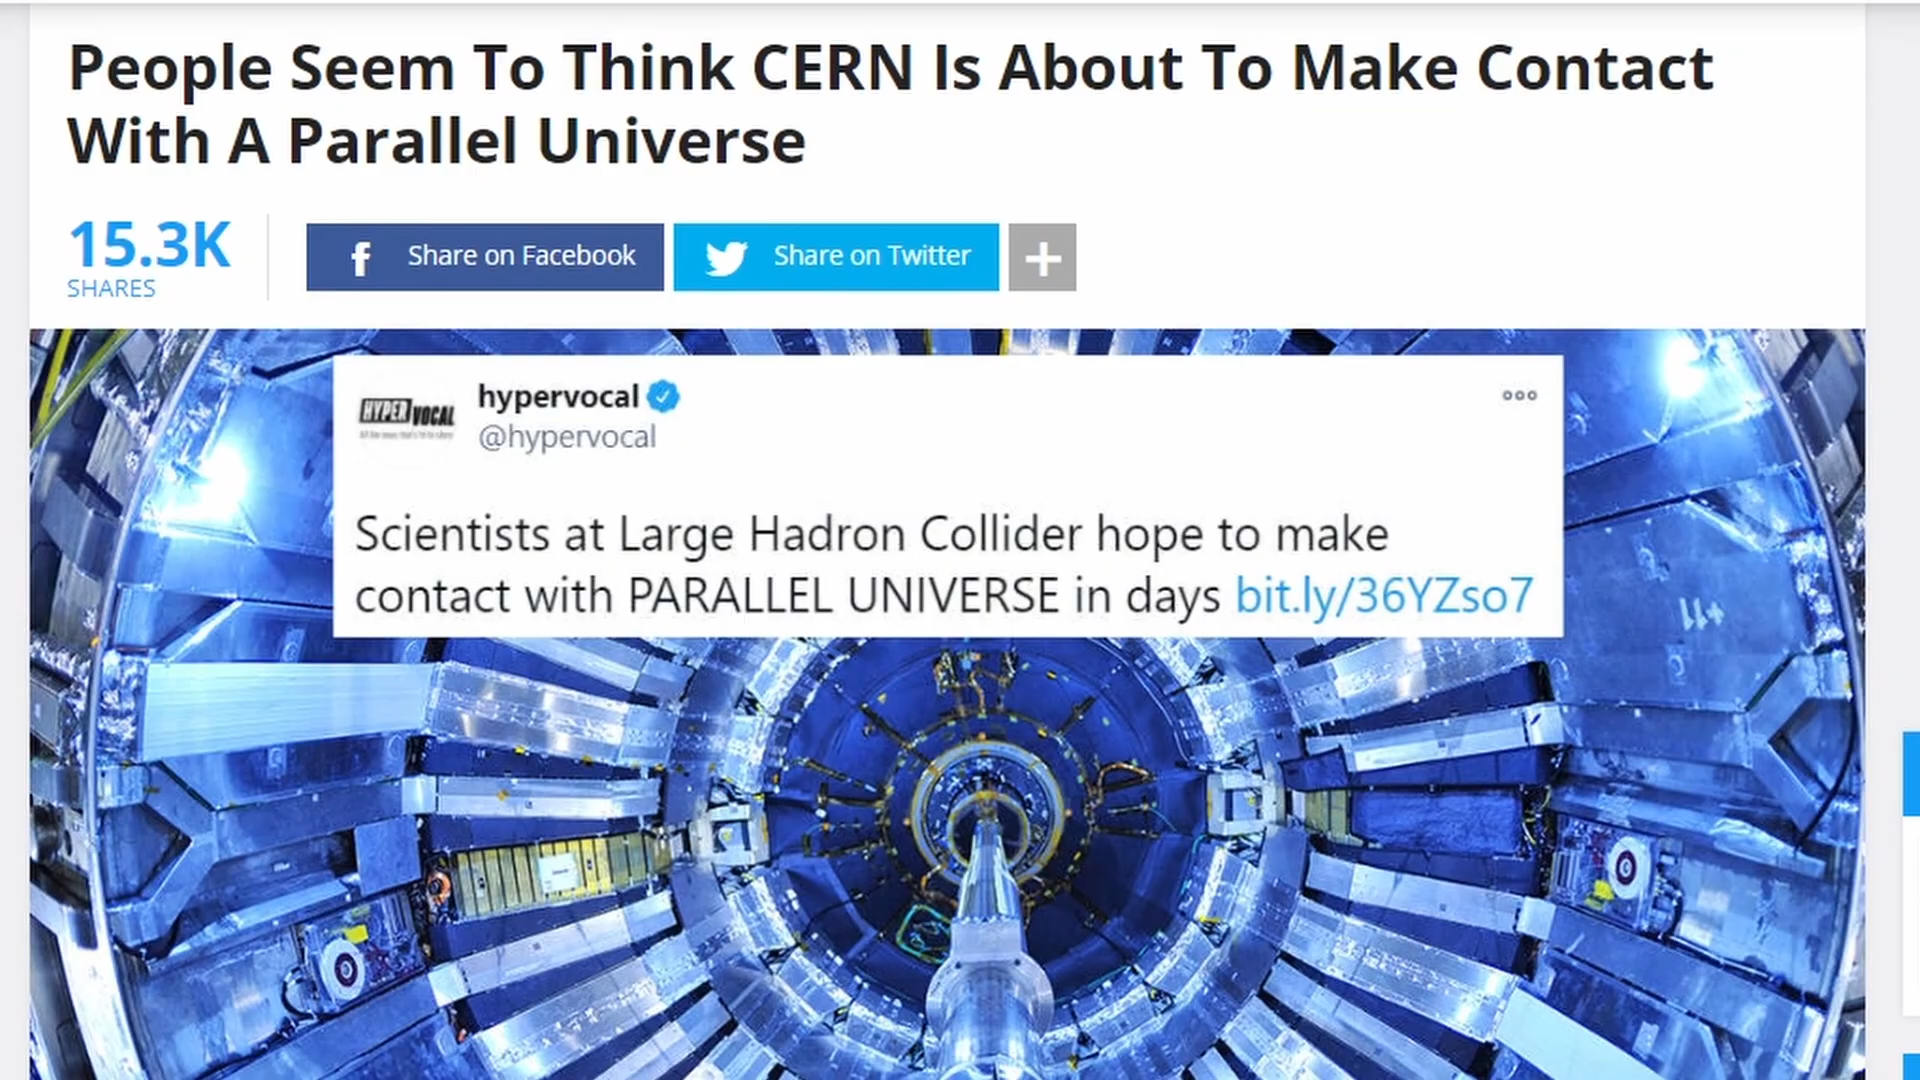 People Seem To Think CERN Is About To Make Contact
With A Parallel Universe
15.3K
SHARES
Share on Facebook
Share on Twitter
HYPER VOCAL
hypervocal
@hypervocal
Scientists at Large Hadron Collider hope to make
contact with PARALLEL UNIVERSE in days bit.ly/36YZso7